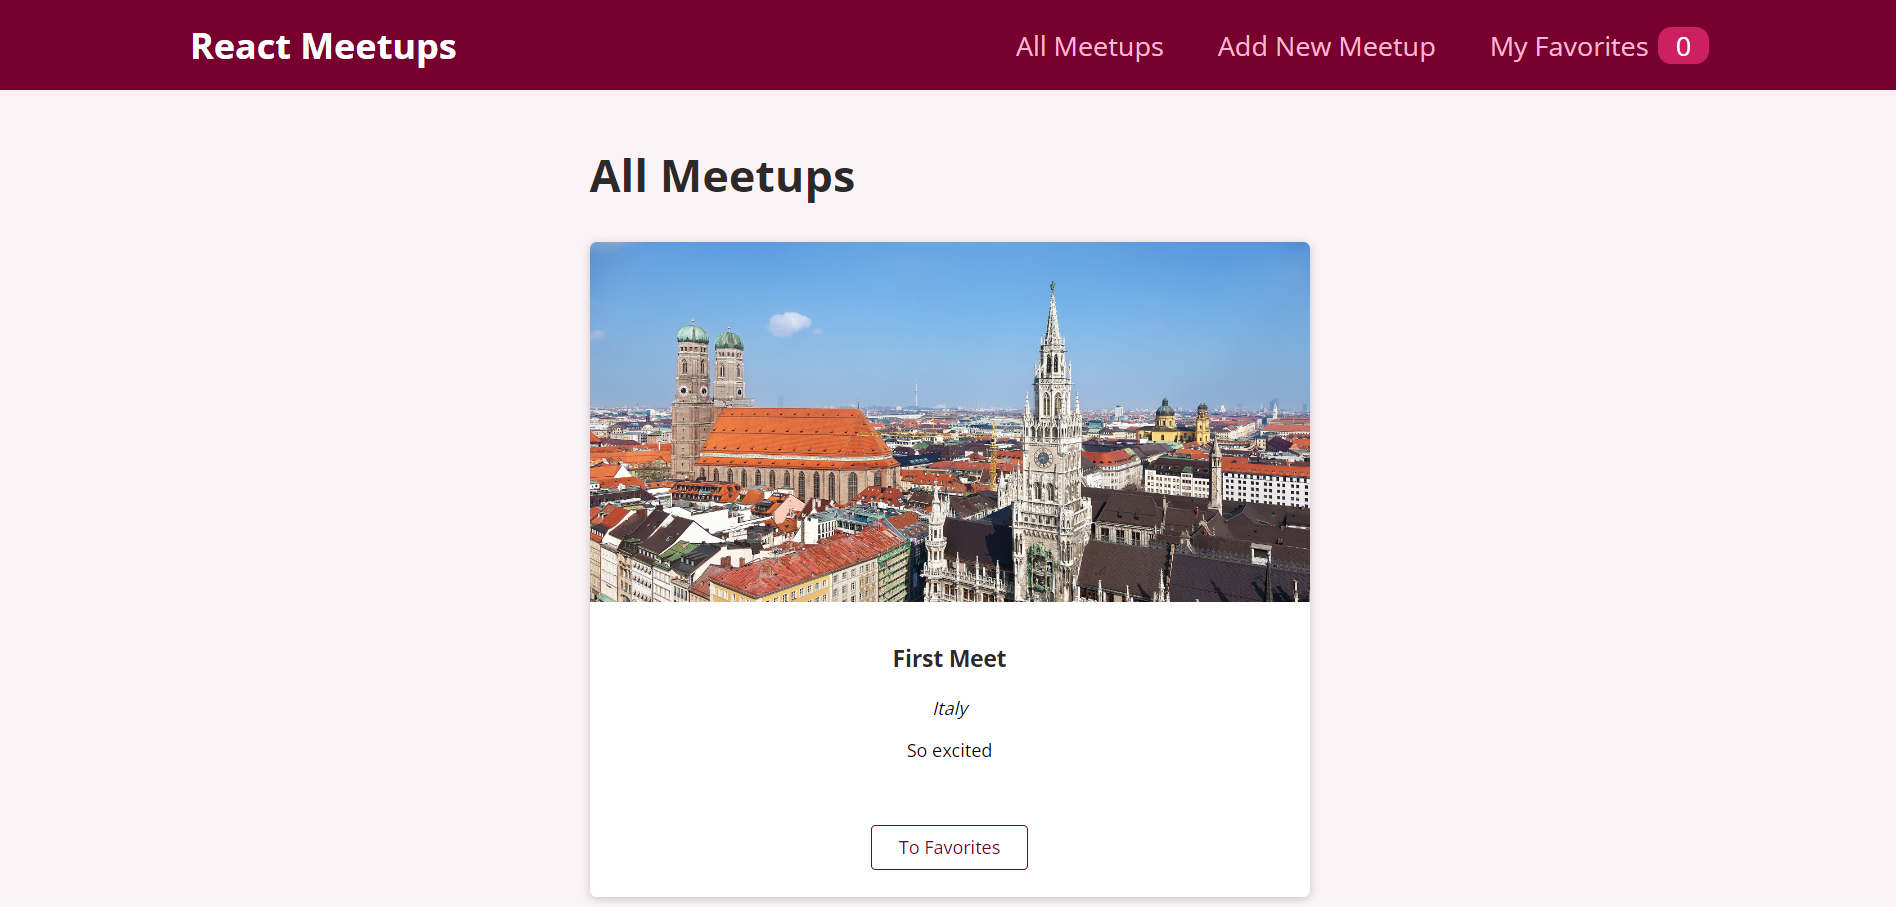 React Meetups
All Meetups
Add New Meetup
My Favorites 0
All Meetups
First Meet
Italy
So excited
To Favorites